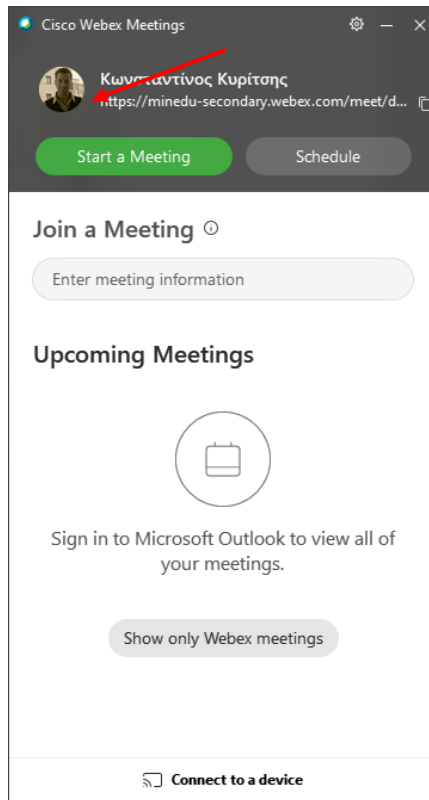 Cisco Webex Meetings
Κωνσταντίνος Κυρίτσης
https://minedu-secondary.webex.com/meet/d...
Start a Meeting
Schedule
Join a Meeting
Enter meeting information
Upcoming Meetings
Sign in to Microsoft Outlook to view all of
your meetings.
Show only Webex meetings
Connect to a device